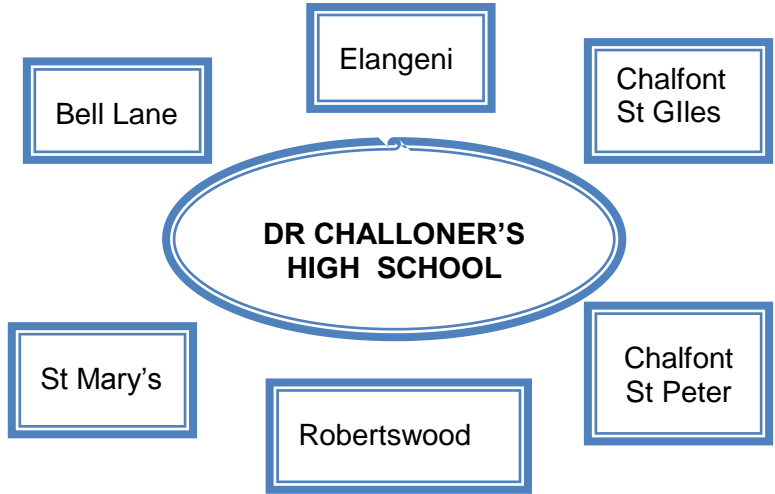 Elangeni
Bell Lane
Chalfont
St GIles
DR CHALLONER’S
HIGH SCHOOL
St Mary’s
Chalfont
St Peter
Robertswood